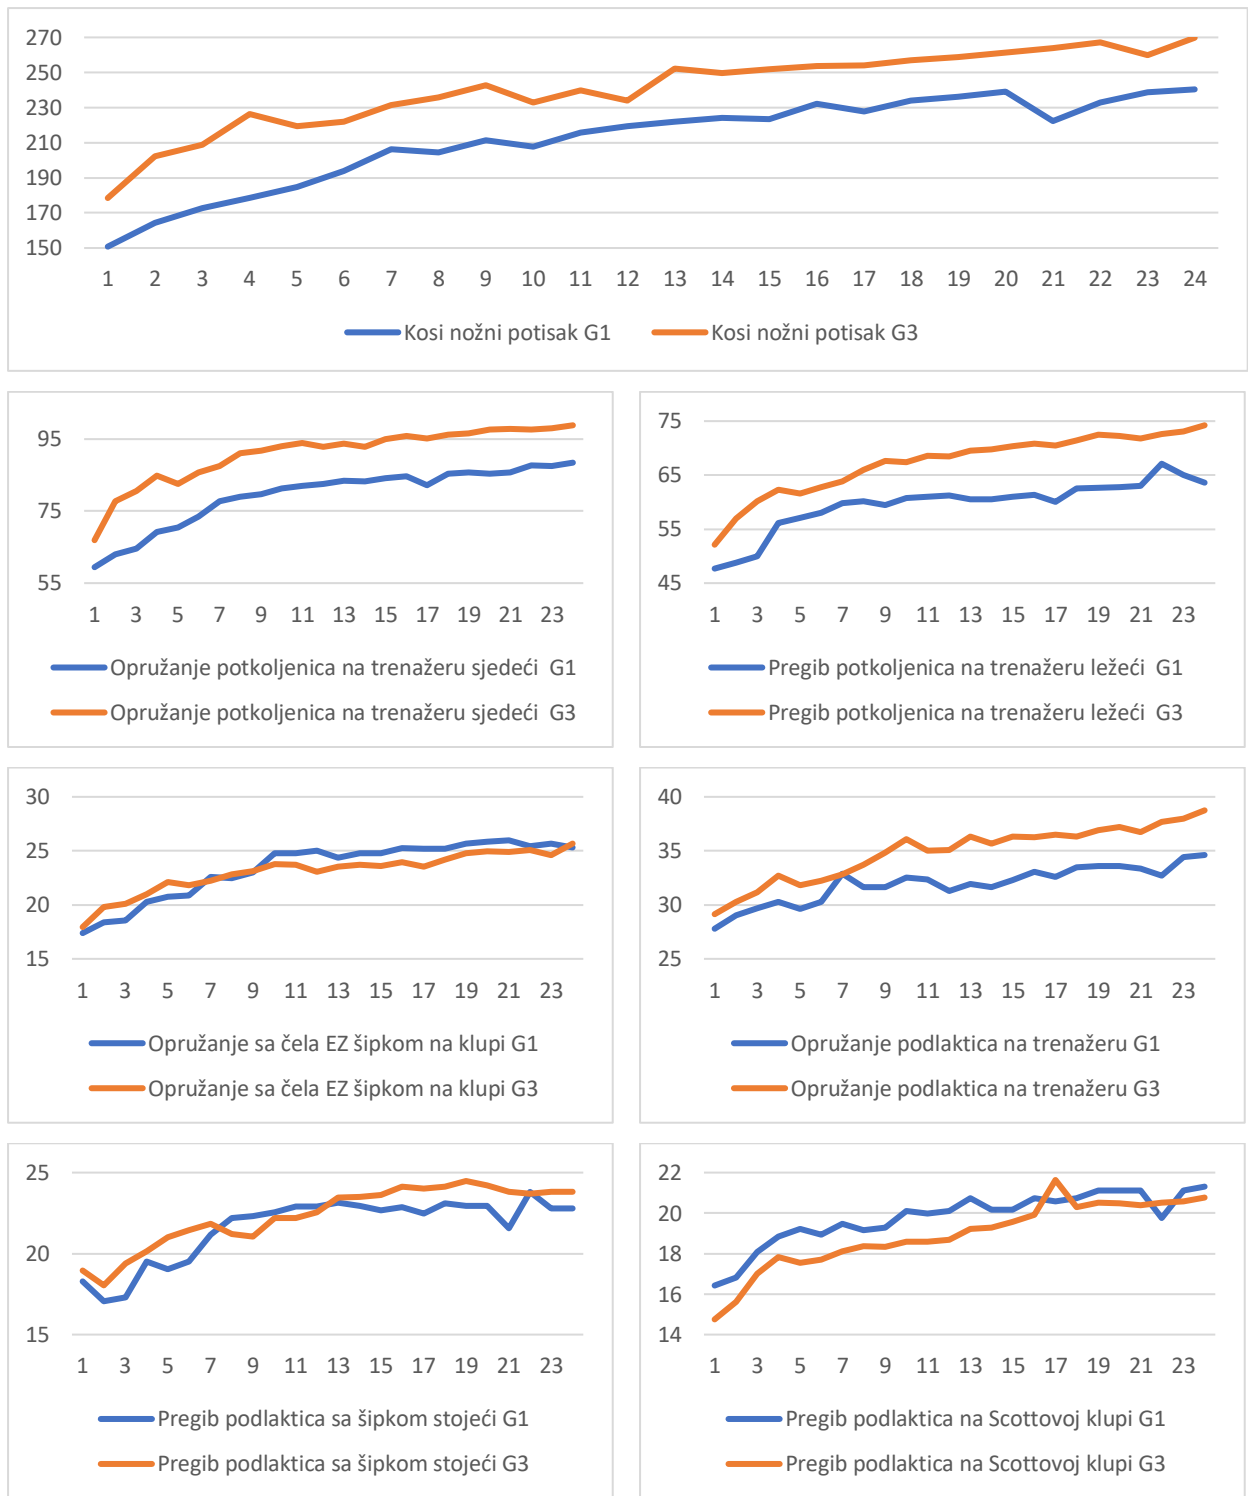 270
250
230
210
190
170
150
1 2 3 4 5 6 7 8 9 10 11 12 13 14 15 16 17 18 19 20 21 22 23 24
Kosi nožni potisak G1 Kosi nožni potisak G3
95
75
55
1 3 5 7 9 11 13 15 17 19 21 23
Opružanje potkoljenica na trenažeru sjedeći G1
Opružanje potkoljenica na trenažeru sjedeći G3
75
65
55
45
1 3 5 7 9 11 13 15 17 19 21 23
Pregib potkoljenica na trenažeru ležeći G1
Pregib potkoljenica na trenažeru ležeći G3
30
25
20
15
1 3 5 7 9 11 13 15 17 19 21 23
Opružanje sa čela EZ šipkom na klupi G1
Opružanje sa čela EZ šipkom na klupi G3
40
35
30
25
1 3 5 7 9 11 13 15 17 19 21 23
Opružanje podlaktica na trenažeru G1
Opružanje podlaktica na trenažeru G3
25
20
15
1 3 5 7 9 11 13 15 17 19 21 23
Pregib podlaktica sa šipkom stojeći G1
Pregib podlaktica sa šipkom stojeći G3
22
20
18
16
14
1 3 5 7 9 11 13 15 17 19 21 23
Pregib podlaktica na Scottovoj klupi G1
Pregib podlaktica na Scottovoj klupi G3